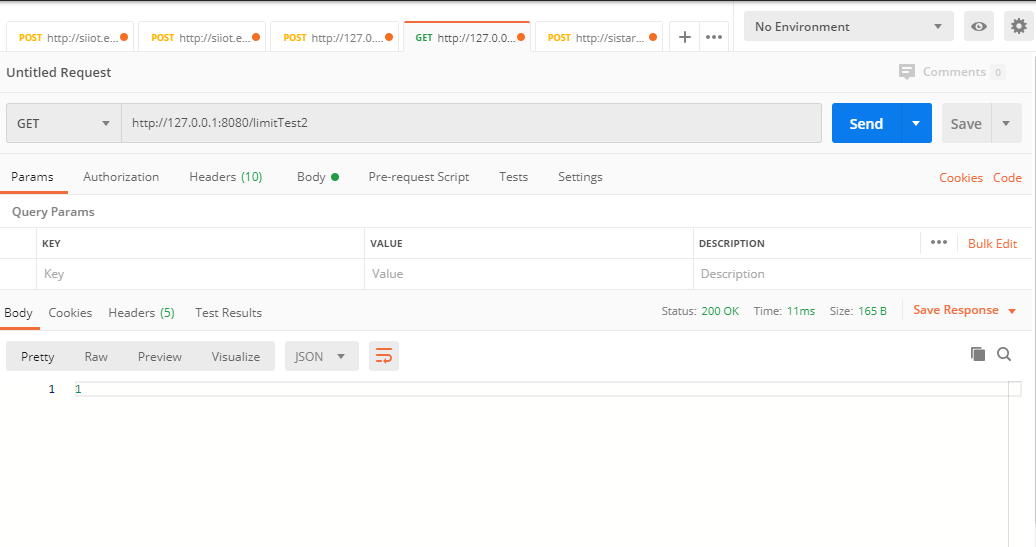 POST http://siiot.e... POST http://siiot.e... POST http://127.0.... GET http://127.0.0... POST http://sistar... + ••• No Environment
Untitled Request Comments 0
GET http://127.0.0.1:8080/limitTest2 Send Save
Params Authorization Headers (10) Body Pre-request Script Tests Settings Cookies Code
Query Params
KEY VALUE DESCRIPTION ••• Bulk Edit
Key Value Description
Body Cookies Headers (5) Test Results Status: 200 OK Time: 11ms Size: 165 B Save Response
Pretty Raw Preview Visualize JSON
1 1